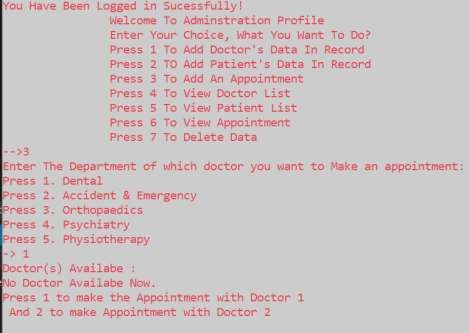 You Have Been Logged in Sucessfully!
Welcome To Adminstration Profile
Enter Your Choice, What You Want To Do?
Press 1 To Add Doctor's Data In Record
Press 2 TO Add Patient's Data In Record
Press 3 To Add An Appointment
Press 4 To View Doctor List
Press 5 To View Patient List
Press 6 To View Appointment
Press 7 To Delete Data
-->3
Enter The Department of which doctor you want to Make an appointment:
Press 1. Dental
Press 2. Accident & Emergency
Press 3. Orthopaedics
Press 4. Psychiatry
Press 5. Physiotherapy
-> 1
Doctor(s) Availabe :
No Doctor Availabe Now.
Press 1 to make the Appointment with Doctor 1
And 2 to make Appointment with Doctor 2